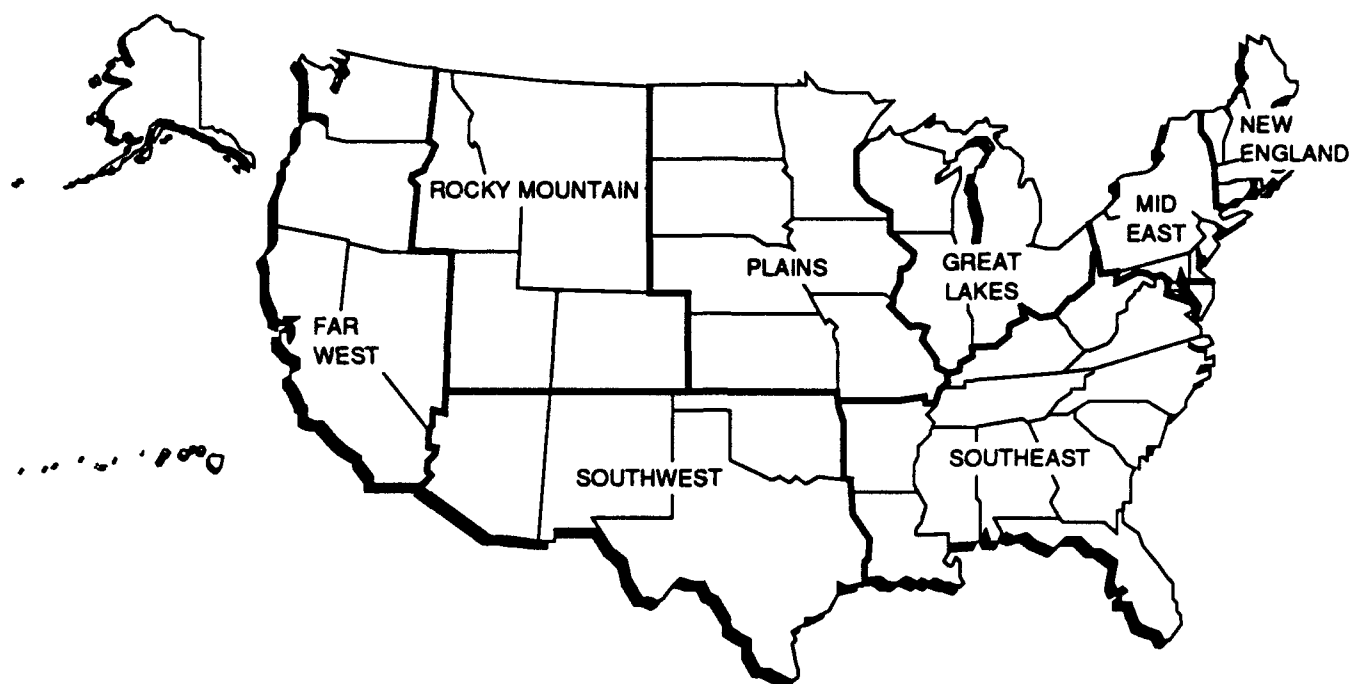 NEW
ENGLAND
ROCKY MOUNTAIN
MID
EAST
PLAINS
GREAT
LAKES
FAR
WEST
SOUTHWEST
SOUTHEAST